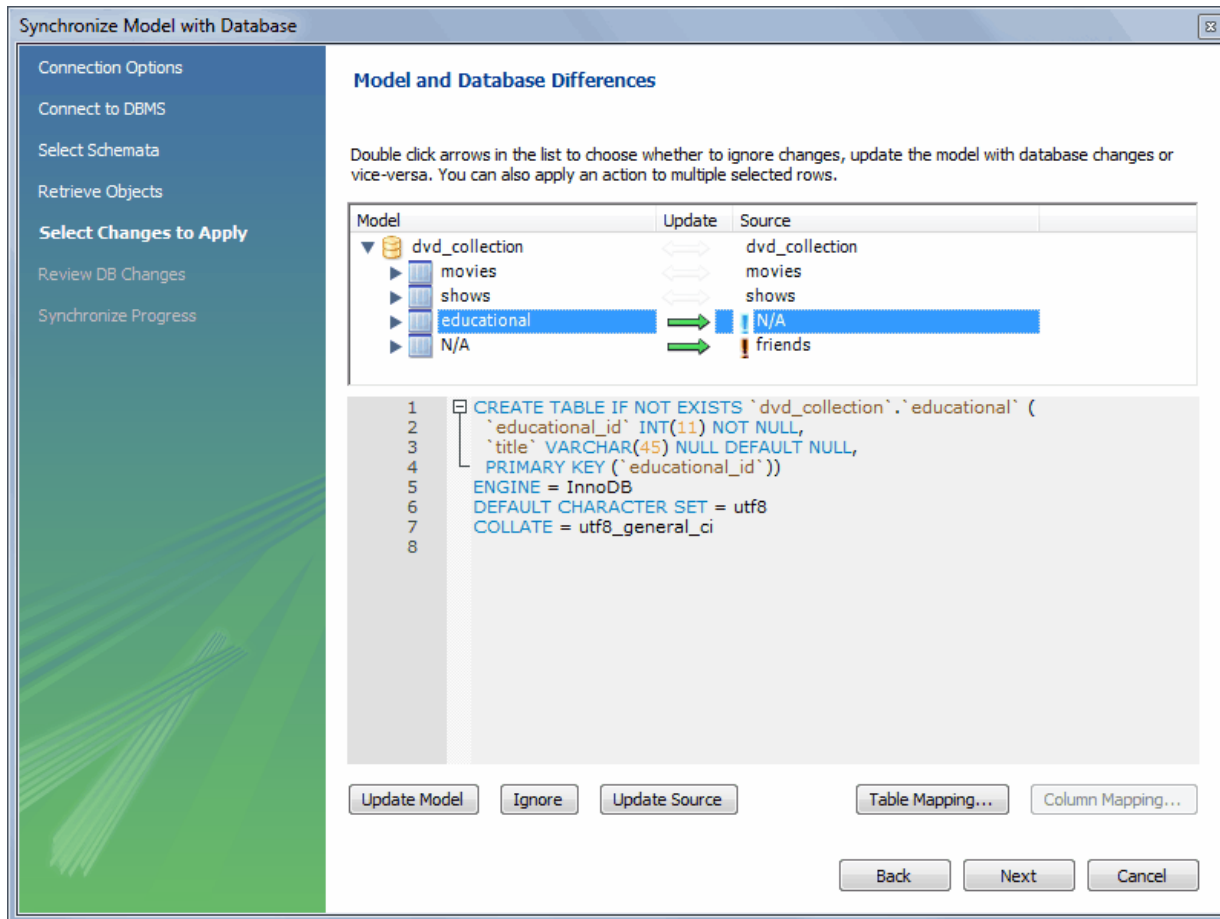 Synchronize Model with Database
Connection Options
Connect to DBMS
Select Schemata
Retrieve Objects
Select Changes to Apply
Review DB Changes
Synchronize Progress
Model and Database Differences
Double click arrows in the list to choose whether to ignore changes, update the model with database changes or
vice-versa. You can also apply an action to multiple selected rows.
Model Update Source
dvd_collection dvd_collection
movies movies
shows shows
educational N/A
N/A friends
1 CREATE TABLE IF NOT EXISTS `dvd_collection`.`educational` (
2 `educational_id` INT(11) NOT NULL,
3 `title` VARCHAR(45) NULL DEFAULT NULL,
4 PRIMARY KEY (`educational_id`))
5 ENGINE = InnoDB
6 DEFAULT CHARACTER SET = utf8
7 COLLATE = utf8_general_ci
8
Update Model Ignore Update Source Table Mapping... Column Mapping...
Back Next Cancel